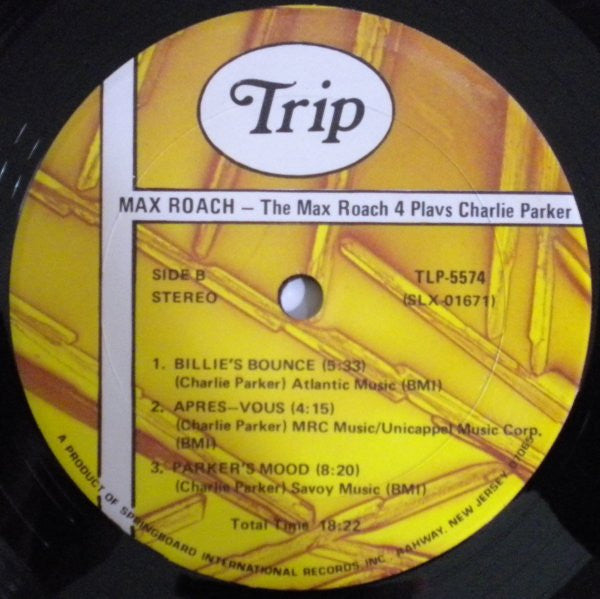 Trip
MAX ROACH — The Max Roach 4 Plays Charlie Parker
SIDE B
STEREO
TLP-5574
(SLX-01671)
1. BILLIE'S BOUNCE (5:33)
(Charlie Parker) Atlantic Music (BMI)
2. APRES—VOUS (4:15)
(Charlie Parker) MRC Music/Unicappel Music Corp.
(BMI)
3. PARKER'S MOOD (8:20)
(Charlie Parker) Savoy Music (BMI)
Total Time 18:22
A PRODUCT OF SPRINGBOARD INTERNATIONAL RECORDS INC., RAHWAY, NEW JERSEY 07065